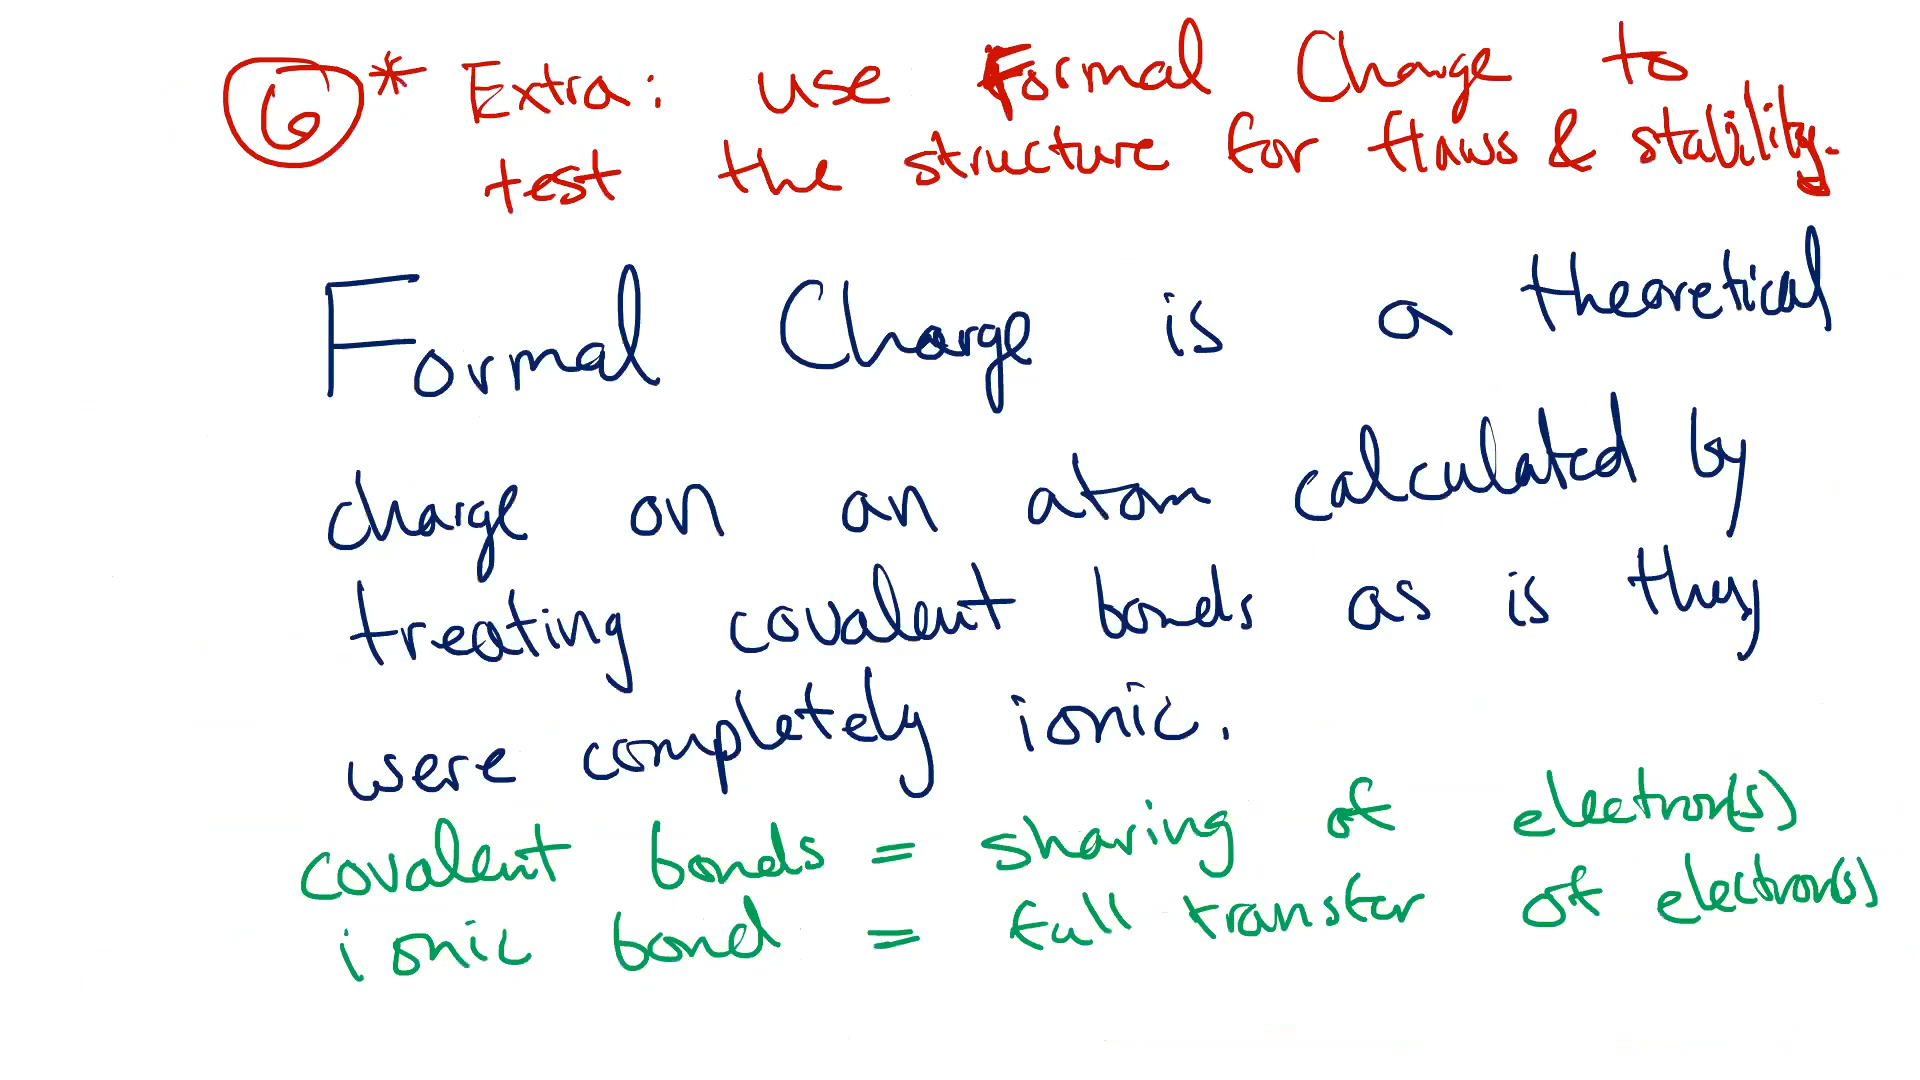 6 * Extra: use Formal Charge to
test the structure for flaws & stability.
Formal Charge is a theoretical
charge on an atom calculated by
treating covalent bonds as is they
were completely ionic.
covalent bonds = sharing of electron(s)
ionic bond = full transfer of electron(s)